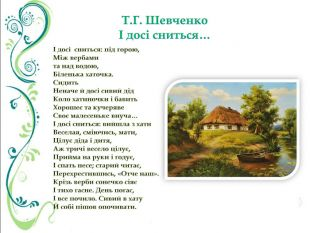 Т.Г. Шевченко
І досі сниться…
І досі сниться: під горою,
Між вербами
та над водою,
Біленька хаточка.
Сидить
Неначе й досі сивий дід
Коло хатиночки і бавить
Хорошее та кучеряве
Своє маленькеє внуча…
І досі сниться: вийшла з хати
Веселая, сміючись, мати,
Цілує діда і дитя,
Аж тричі весело цілує,
Прийма на руки і годує,
І спать несе; старий читає,
Перехрестившись, «Отче наш».
Крізь верби сонечко сіяє
І тихо гасне. День погас,
І все почило. Сивий в хату
Й собі пішов опочивати.